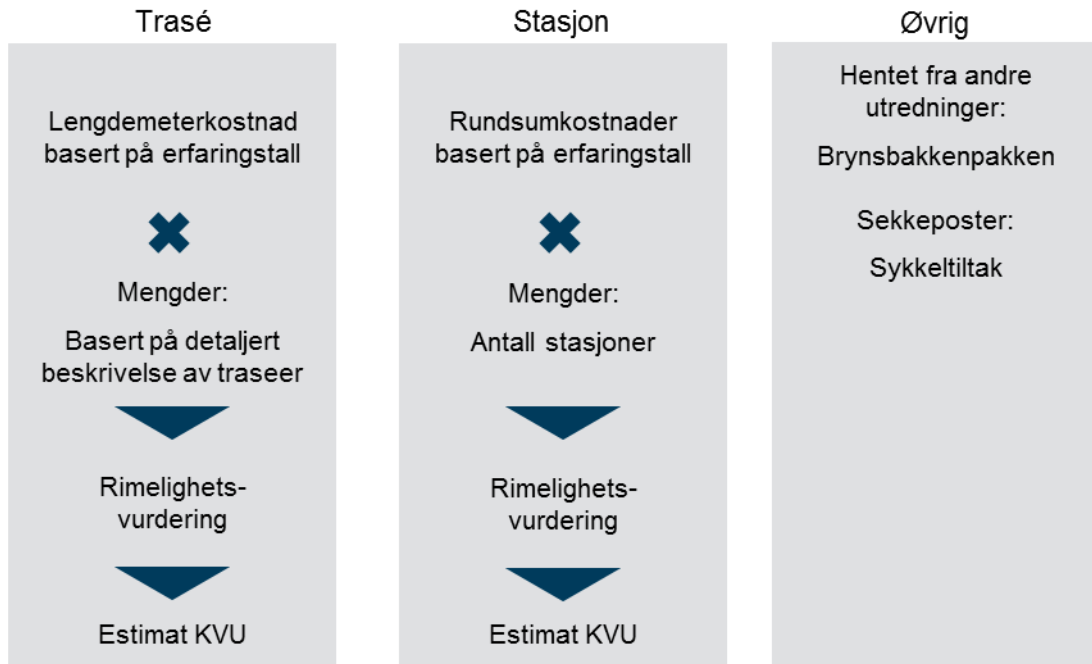 Trasé
Lengdemeterkostnad
basert på erfaringstall
Mengder:
Basert på detaljert
beskrivelse av traseer
Rimelighets-
vurdering
Estimat KVU
Stasjon
Rundsumkostnader
basert på erfaringstall
Mengder:
Antall stasjoner
Rimelighets-
vurdering
Estimat KVU
Øvrig
Hentet fra andre
utredninger:
Brynsbakkenpakken
Sekkeposter:
Sykkeltiltak